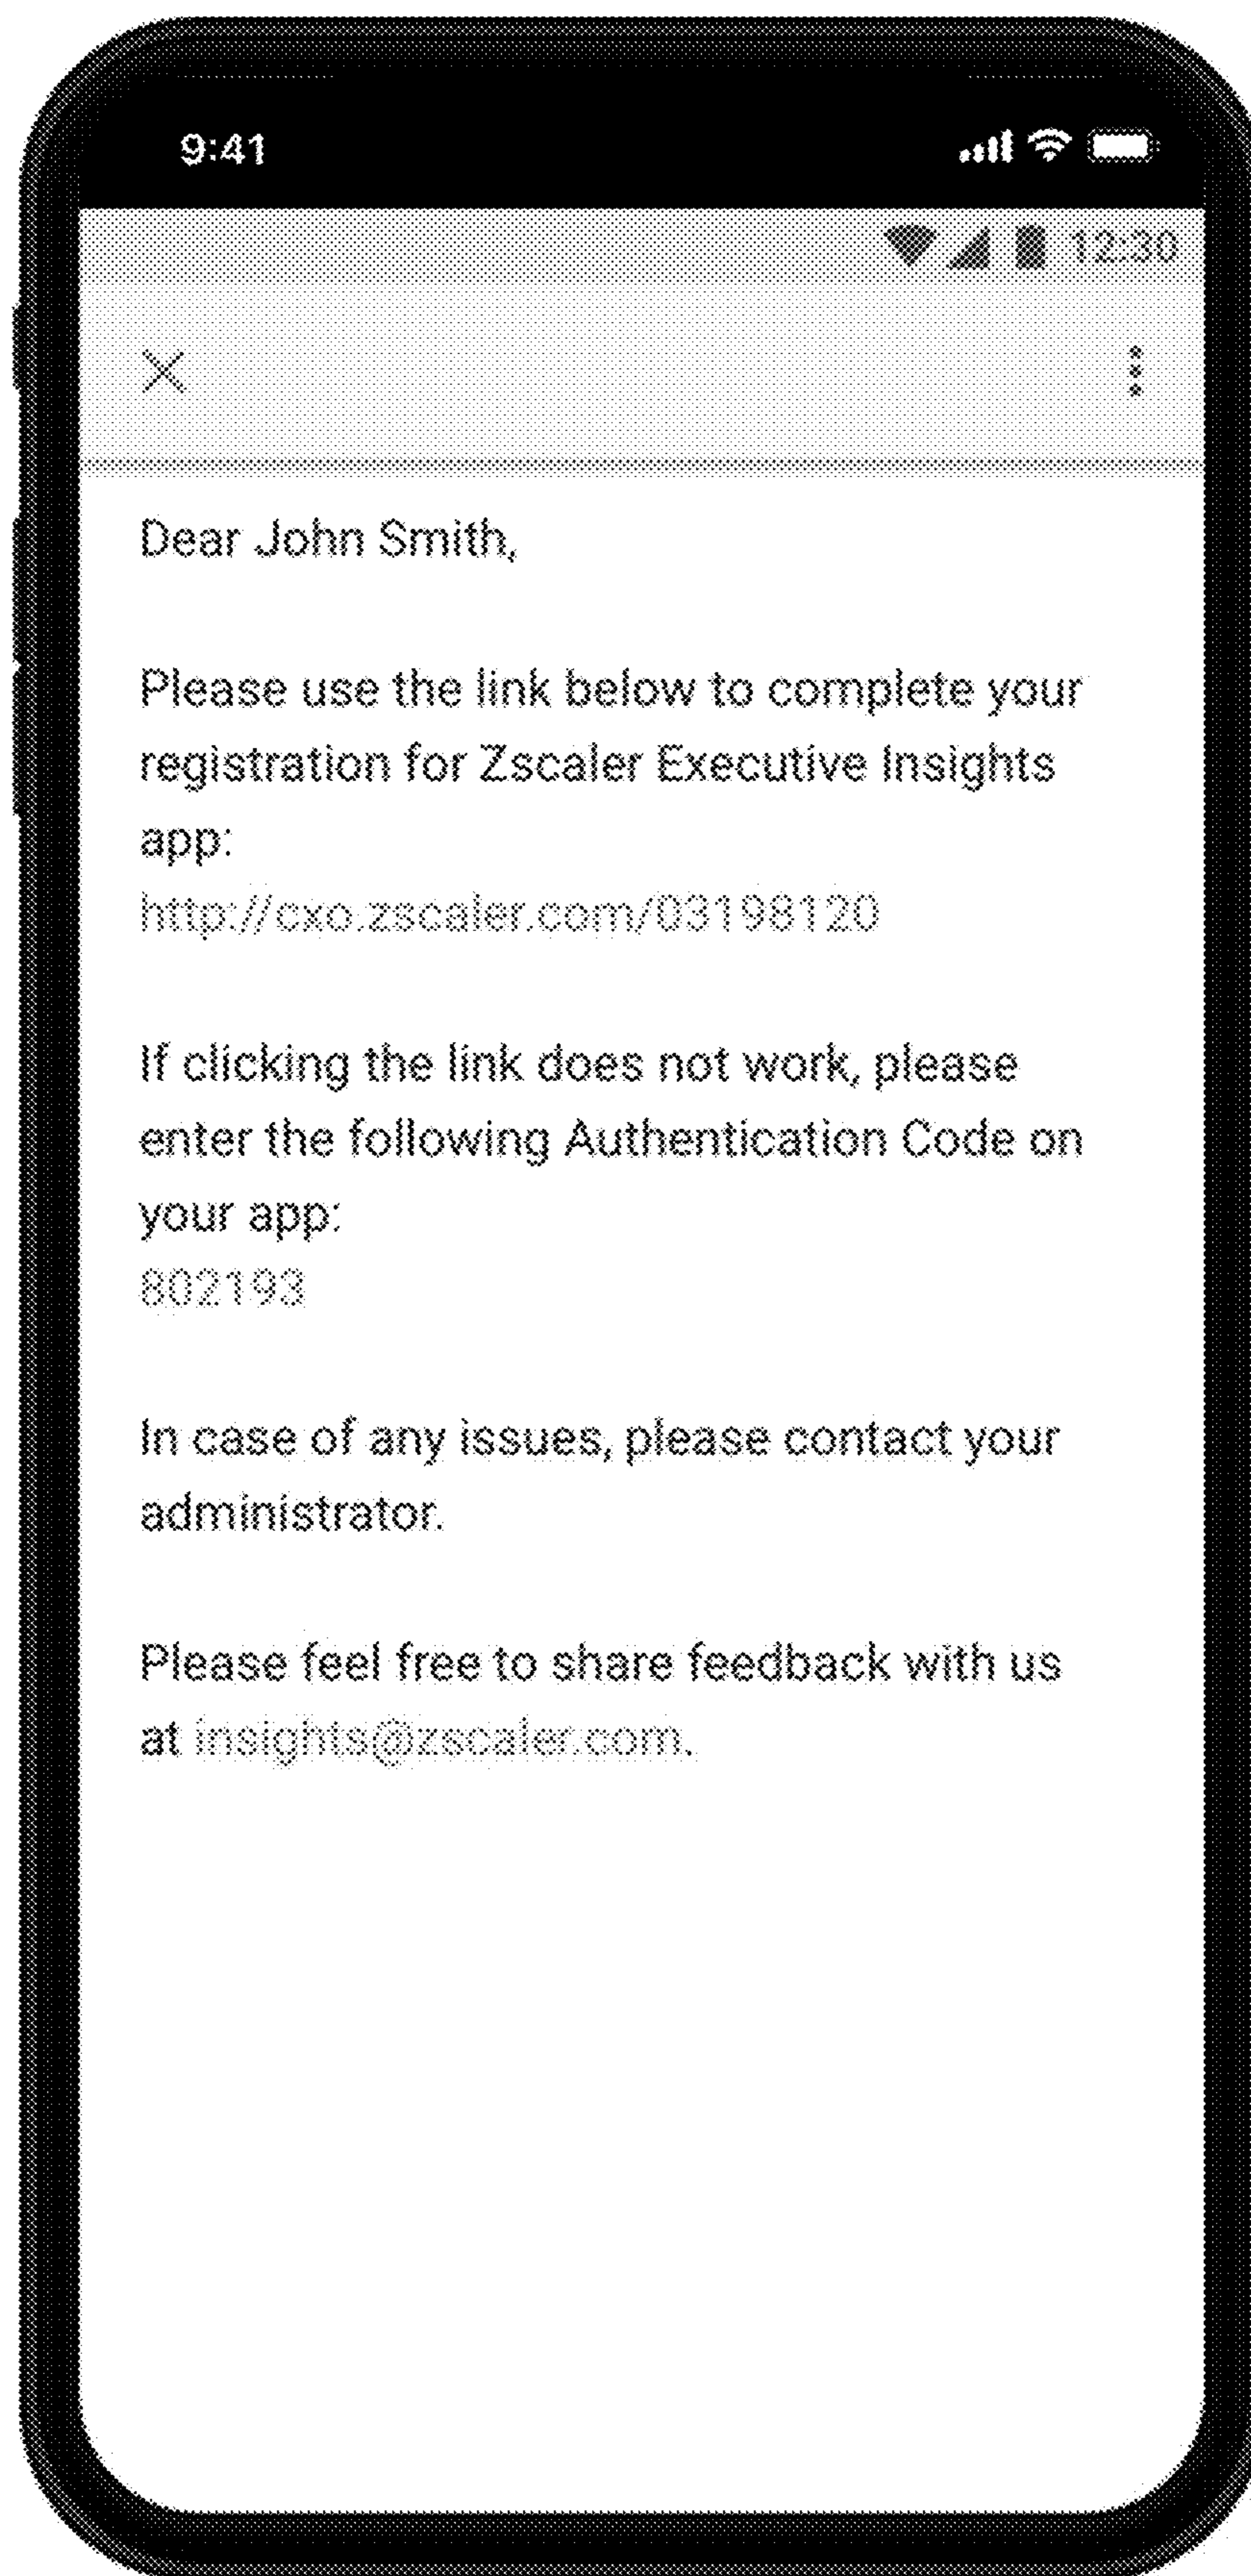 9:41
12:30
Dear John Smith,
Please use the link below to complete your
registration for Zscaler Executive Insights
app:
http://cxo.zscaler.com/03198120
If clicking the link does not work, please
enter the following Authentication Code on
your app:
802193
In case of any issues, please contact your
administrator.
Please feel free to share feedback with us
at insights@zscaler.com.